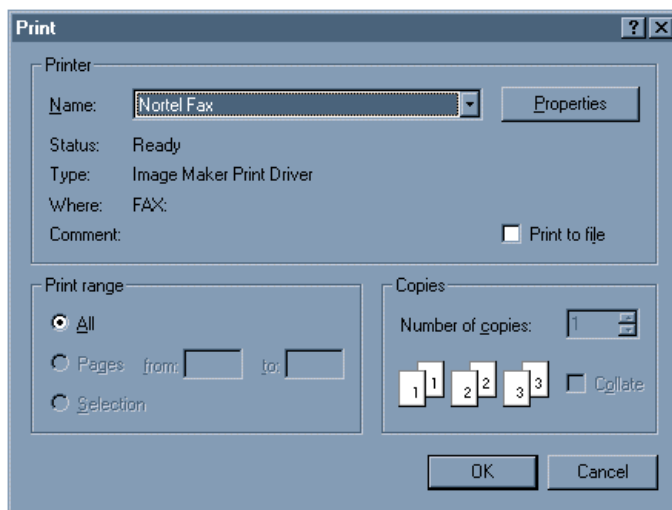 Print
Printer
Name: Nortel Fax Properties
Status: Ready
Type: Image Maker Print Driver
Where: FAX:
Comment: Print to file
Print range
All
Pages from: to:
Selection
Copies
Number of copies: 1
1 1 2 2 3 3 Collate
OK Cancel